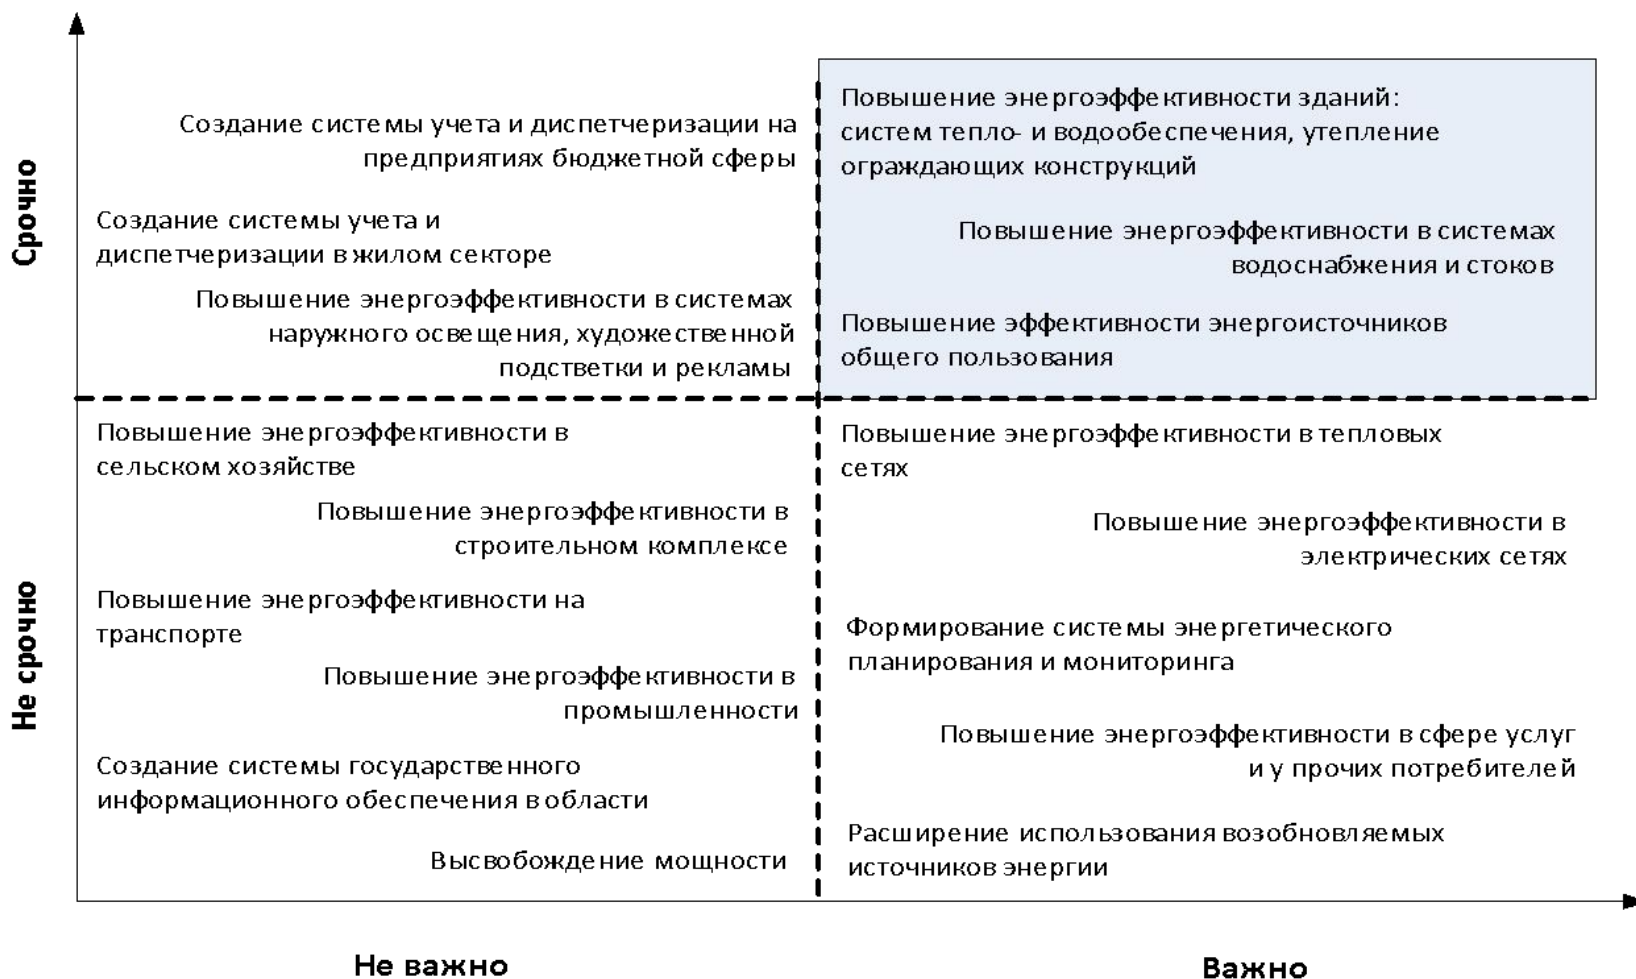 Срочно
Создание системы учета и диспетчеризации на
предприятиях бюджетной сферы
Создание системы учета и
диспетчеризации в жилом секторе
Повышение энергоэффективности в системах
наружного освещения, художественной
подстветки и рекламы
Повышение энергоэффективности зданий:
систем тепло- и водообеспечения, утепление
ограждающих конструкций
Повышение энергоэффективности в системах
водоснабжения и стоков
Повышение эффективности энергоисточников
общего пользования
Не срочно
Повышение энергоэффективности в
сельском хозяйстве
Повышение энергоэффективности в
строительном комплексе
Повышение энергоэффективности на
транспорте
Повышение энергоэффективности в
промышленности
Создание системы государственного
информационного обеспечения в области
Высвобождение мощности
Повышение энергоэффективности в тепловых
сетях
Повышение энергоэффективности в
электрических сетях
Формирование системы энергетического
планирования и мониторинга
Повышение энергоэффективности в сфере услуг
и у прочих потребителей
Расширение использования возобновляемых
источников энергии
Не важно
Важно